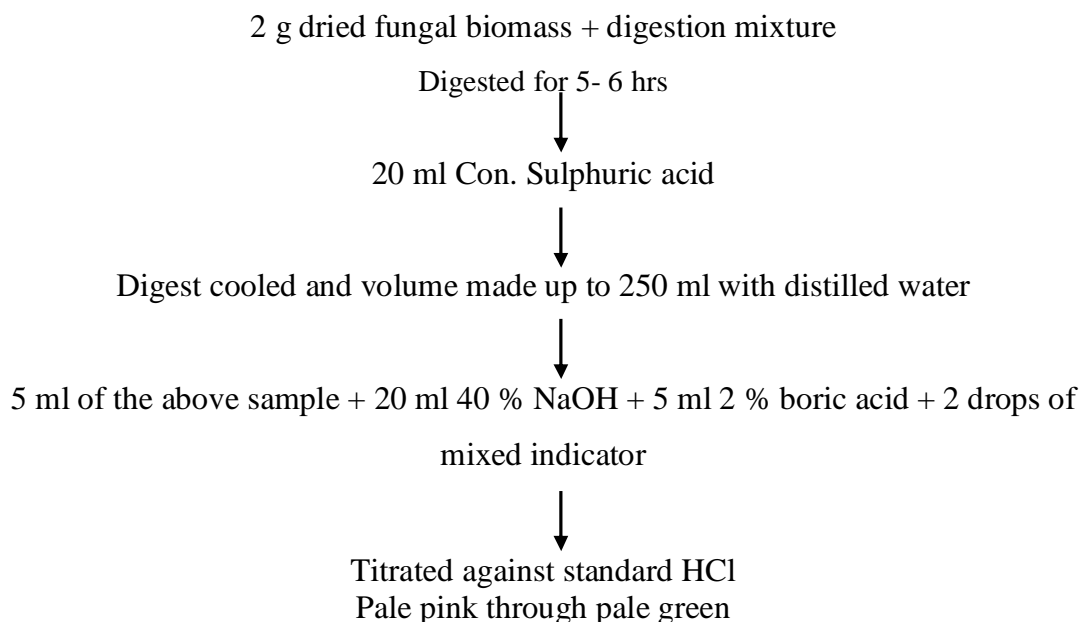 2 g dried fungal biomass + digestion mixture
Digested for 5- 6 hrs
20 ml Con. Sulphuric acid
Digest cooled and volume made up to 250 ml with distilled water
5 ml of the above sample + 20 ml 40 % NaOH + 5 ml 2 % boric acid + 2 drops of
mixed indicator
Titrated against standard HCl
Pale pink through pale green